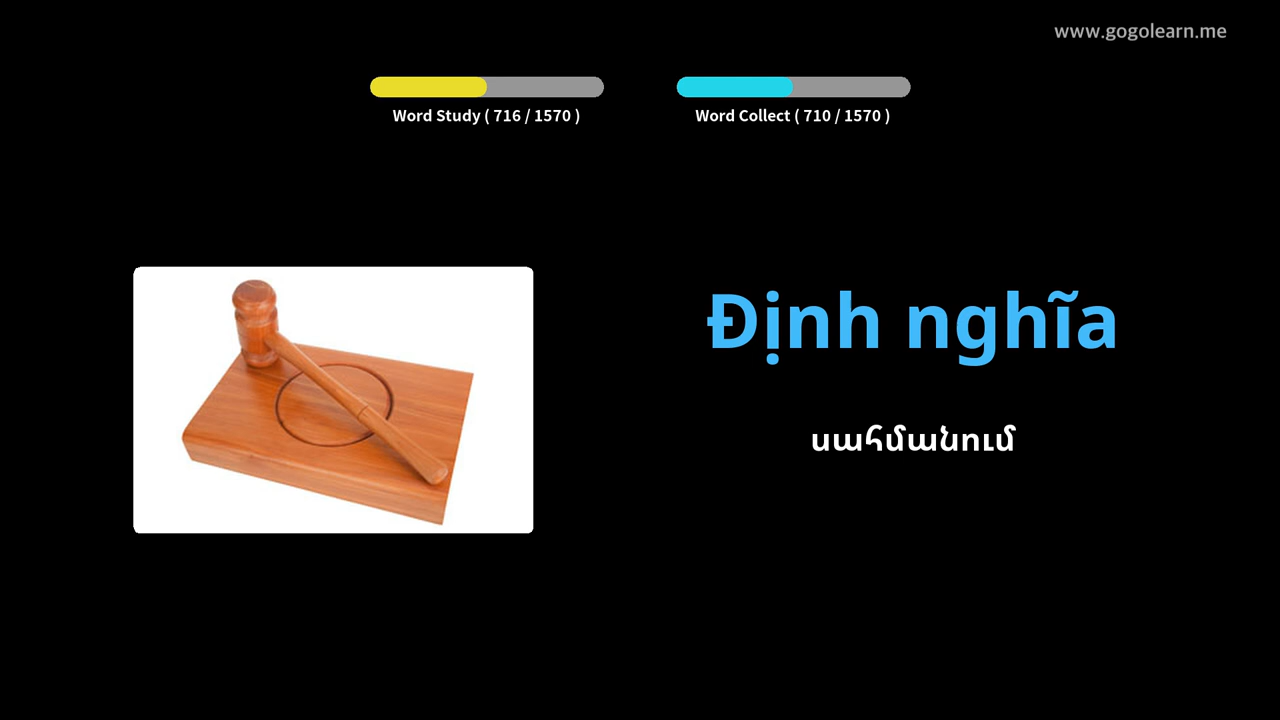 www.gogolearn.me
Word Study ( 716 / 1570 )
Word Collect ( 710 / 1570 )
Định nghĩa
սահմանում